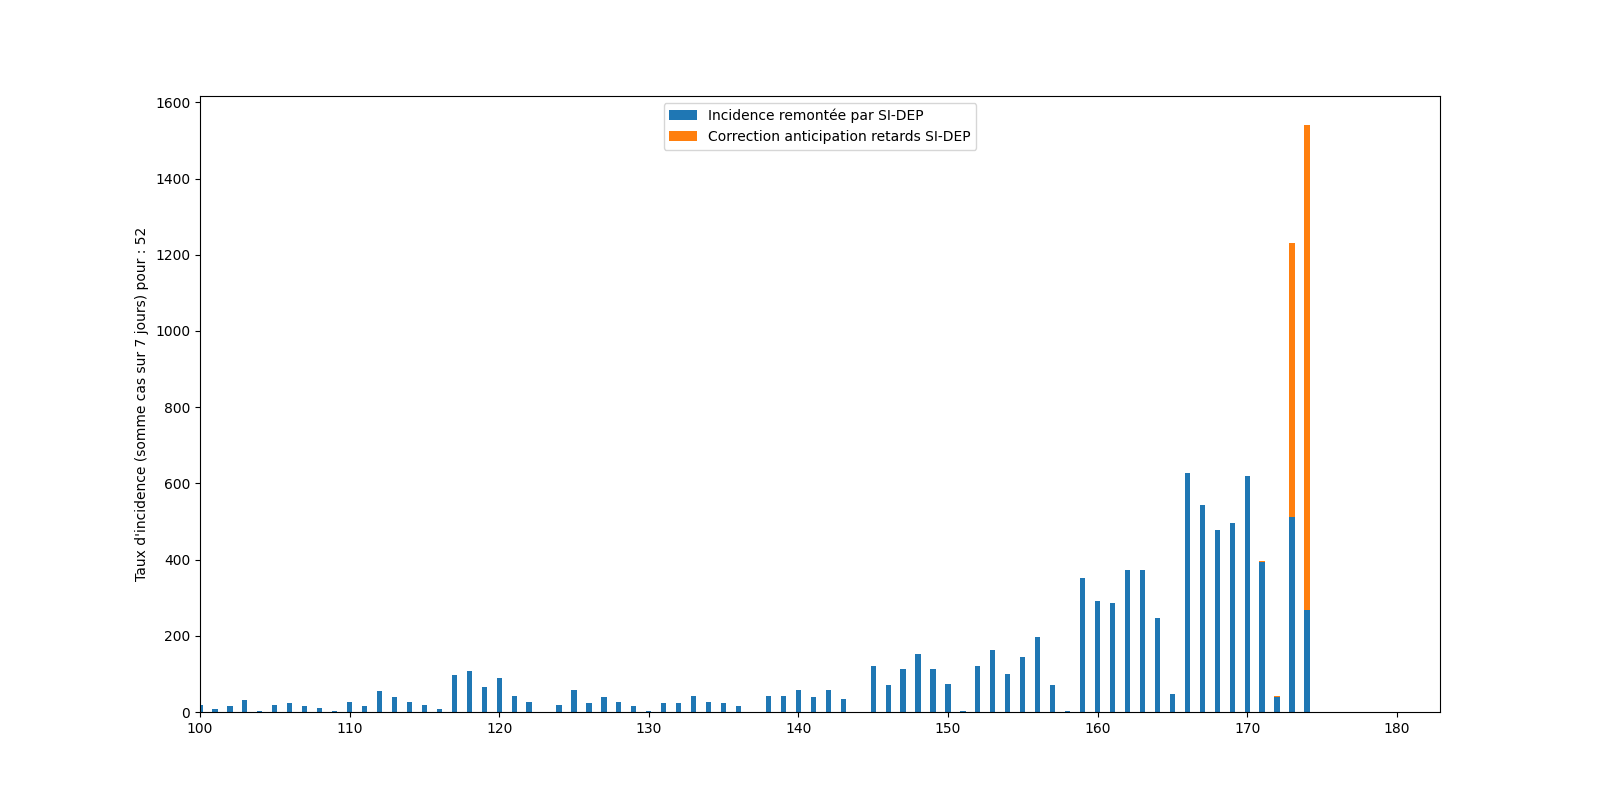 Incidence remontée par SI-DEP
Correction anticipation retards SI-DEP
Taux d'incidence (somme cas sur 7 jours) pour : 52
1600
1400
1200
1000
800
600
400
200
0
100 110 120 130 140 150 160 170 180